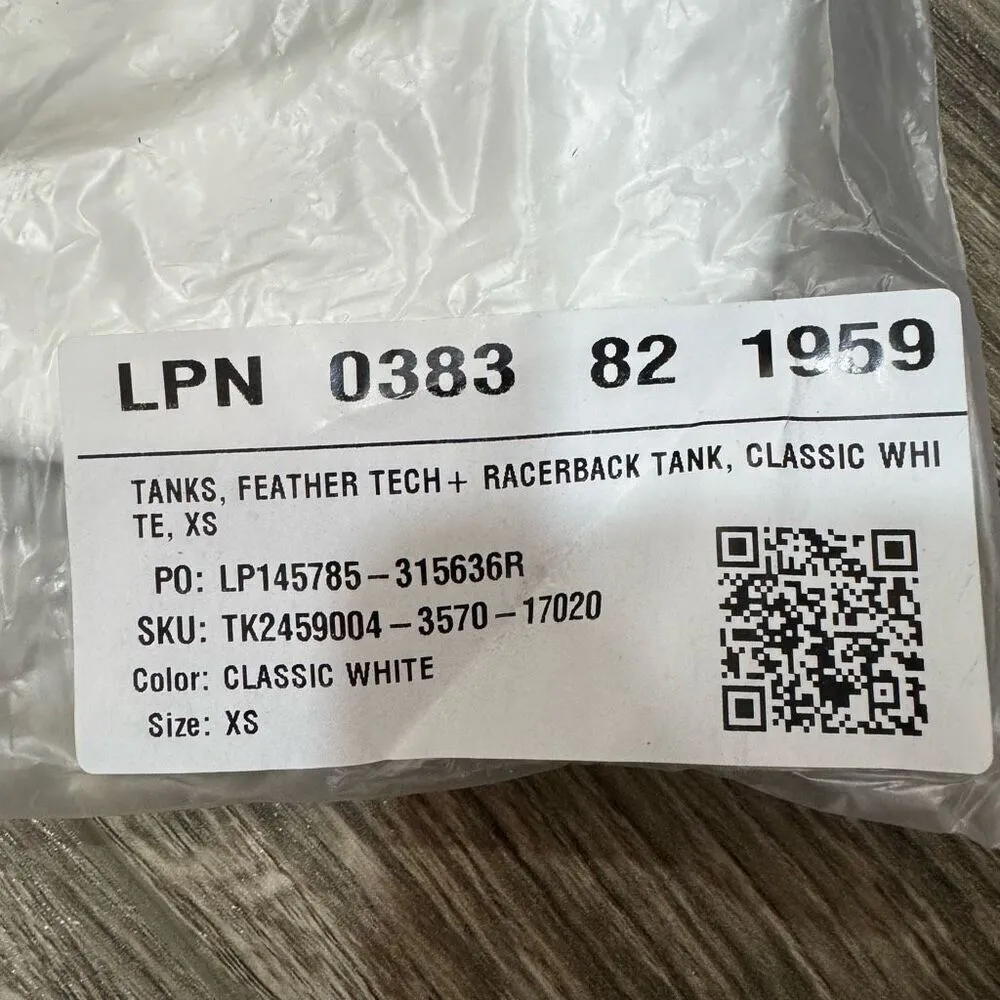 LPN 0383 82 1959
TANKS, FEATHER TECH+ RACERBACK TANK, CLASSIC WHI
TE, XS
PO: LP145785-315636R
SKU: TK2459004-3570-17020
Color: CLASSIC WHITE
Size: XS